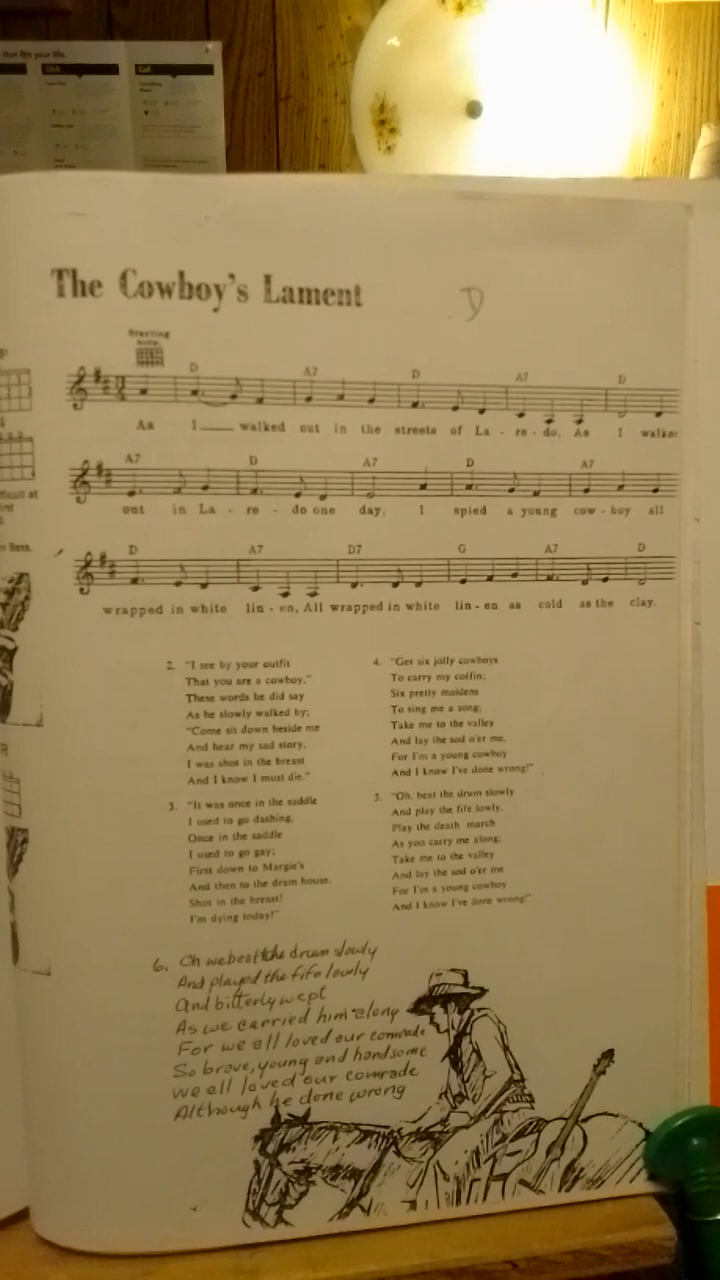 that fits your life.
Click
Call
The Cowboy's Lament
D
Starting
Note:
D A7 D A7 D
As I walked out in the streets of La - re - do, As I walked
A7 D A7 D A7
out in La - re - do one day; I spied a young cow - boy all
D A7 D7 G A7 D
wrapped in white lin - en, All wrapped in white lin - en as cold as the clay.
2. "I see by your outfit
That you are a cowboy,"
These words he did say
As he slowly walked by;
"Come sit down beside me
And hear my sad story,
I was shot in the breast
And I know I must die."
3. "It was once in the saddle
I used to go dashing,
Once in the saddle
I used to go gay;
First down to Margie's
And then to the dram house,
Shot in the breast!
I'm dying today!"
4. "Get six jolly cowboys
To carry my coffin;
Six pretty maidens
To sing me a song;
Take me to the valley
And lay the sod o'er me,
For I'm a young cowboy
And I know I've done wrong!"
5. "Oh, beat the drum slowly
And play the fife lowly,
Play the death march
As you carry me along;
Take me to the valley
And lay the sod o'er me
For I'm a young cowboy
And I know I've done wrong!"
6. Oh we beat the drum slowly
And played the fife lowly
And bitterly wept
As we carried him along
For we all loved our comrade
So brave, young and handsome
we all loved our comrade
Although he done wrong